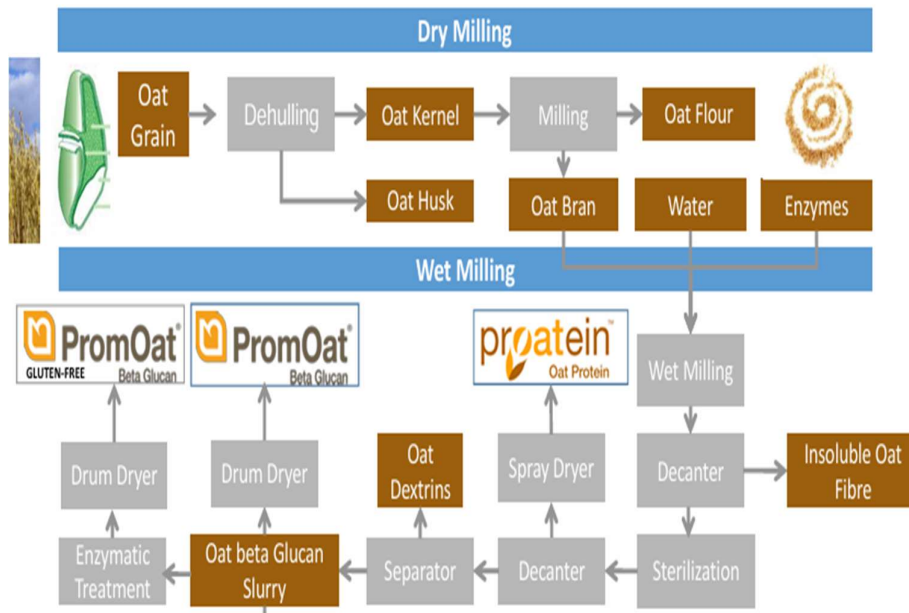 Dry Milling
Oat
Grain
Dehulling
Oat Kernel
Milling
Oat Flour
Oat Husk
Oat Bran
Water
Enzymes
Wet Milling
PromOat®
GLUTEN-FREE
Beta Glucan
PromOat®
Beta Glucan
proatein™
Oat Protein
Wet Milling
Drum Dryer
Drum Dryer
Oat
Dextrins
Spray Dryer
Decanter
Insoluble Oat
Fibre
Enzymatic
Treatment
Oat beta Glucan
Slurry
Separator
Decanter
Sterilization